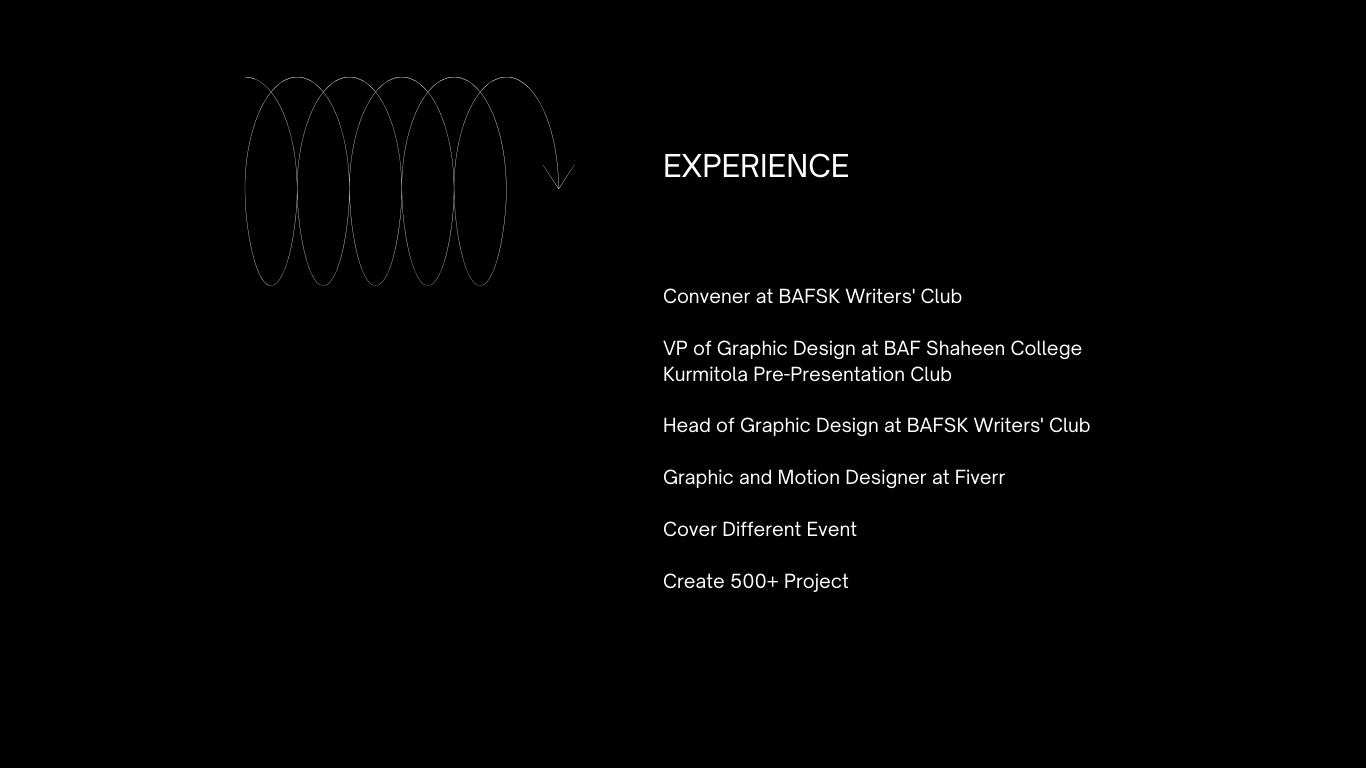 EXPERIENCE
Convener at BAFSK Writers' Club
VP of Graphic Design at BAF Shaheen College
Kurmitola Pre-Presentation Club
Head of Graphic Design at BAFSK Writers' Club
Graphic and Motion Designer at Fiverr
Cover Different Event
Create 500+ Project